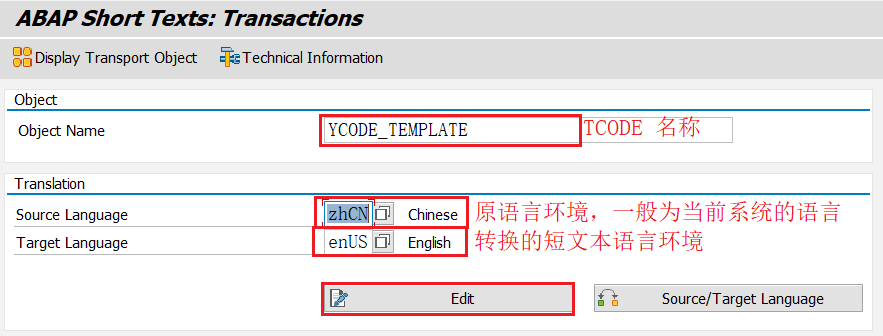 ABAP Short Texts: Transactions
Display Transport Object Technical Information
Object
Object Name YCODE_TEMPLATE TCODE 名称
Translation
Source Language zhCN Chinese 原语言环境，一般为当前系统的语言
Target Language enUS English 转换的短文本语言环境
Edit Source/Target Language